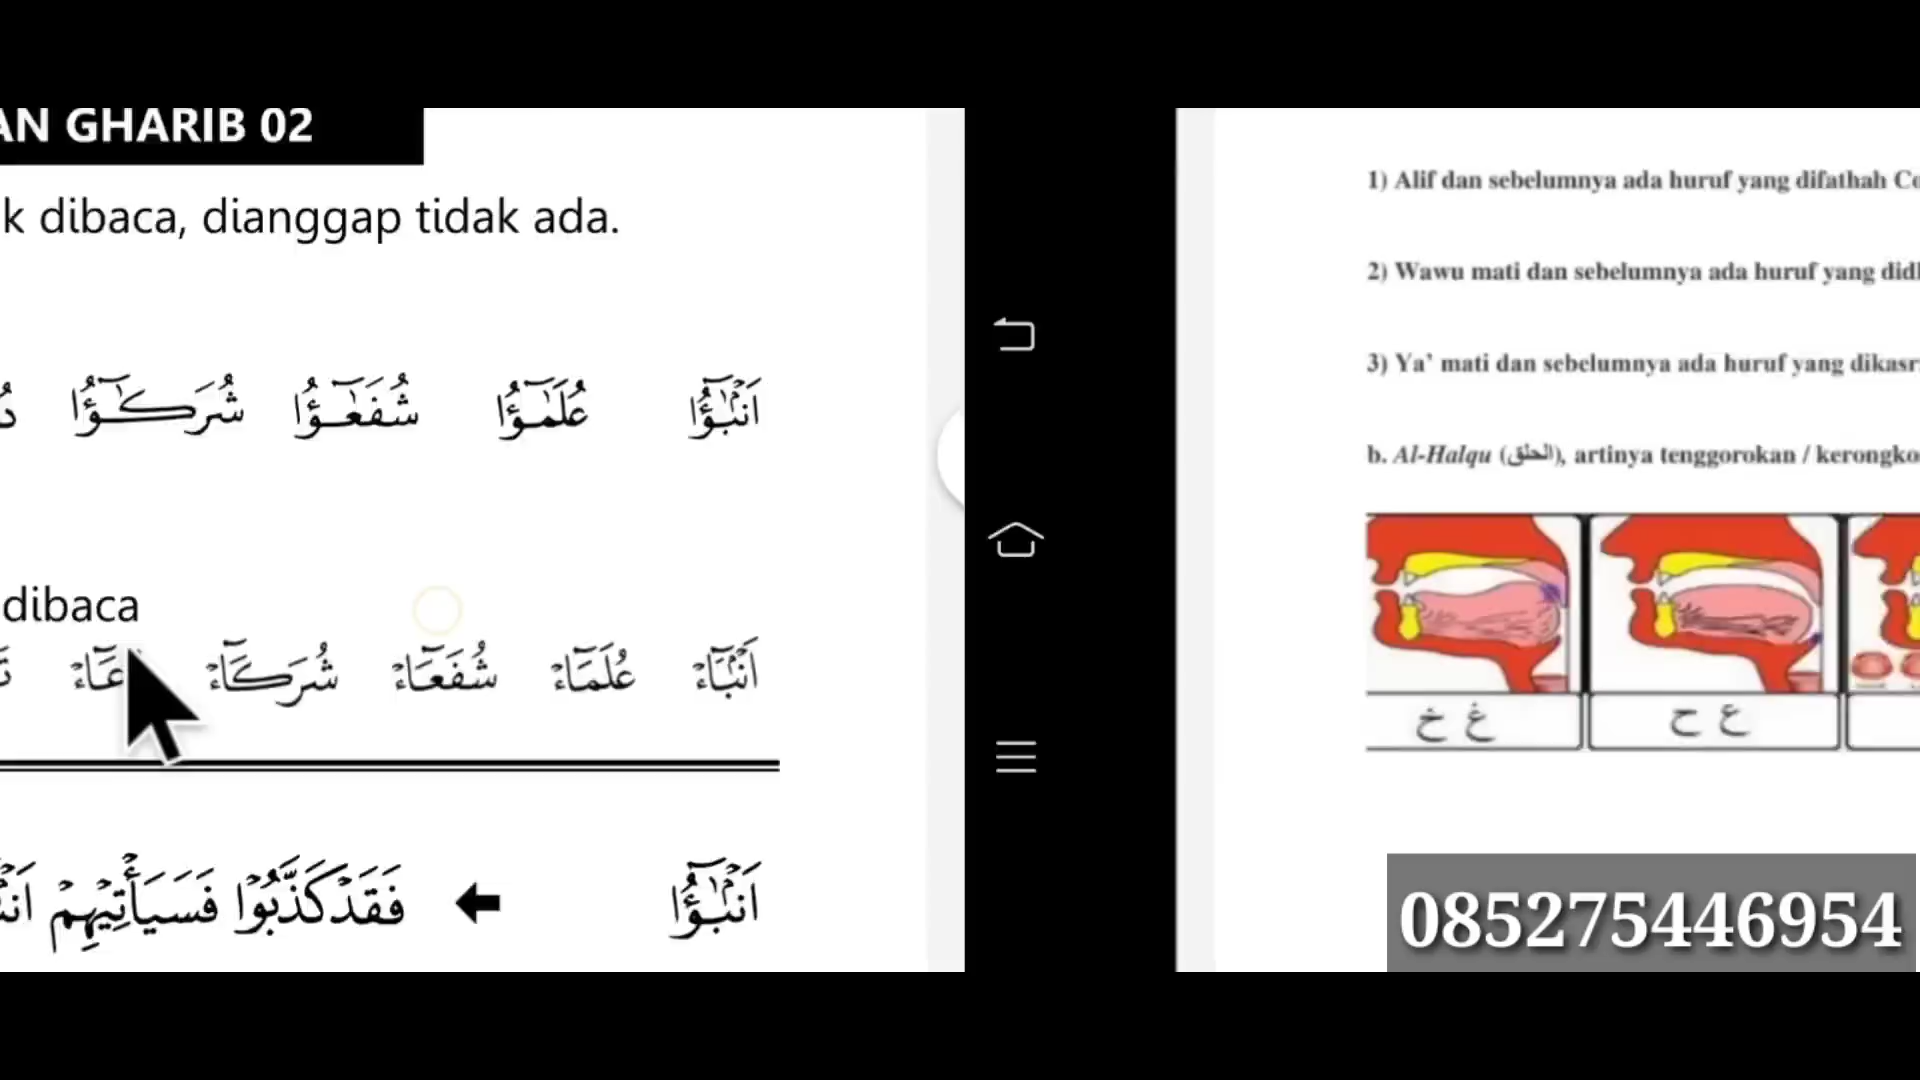 AN GHARIB 02
k dibaca, dianggap tidak ada.
اَنْۢبٰۤؤُا عُلَمٰۤؤُا شُفَعٰۤؤُا شُرَكٰۤؤُا
dibaca
اَنْۢبَآءُ عُلَمَآءُ شُفَعَآءُ شُرَكَآءُ
اَنْۢبٰۤؤُا ← فَقَدْ كَذَّبُوْا فَسَيَأْتِيْهِمْ
1) Alif dan sebelumnya ada huruf yang difathah
2) Wawu mati dan sebelumnya ada huruf yang
3) Ya’ mati dan sebelumnya ada huruf yang
b. Al-Halqu (الحلق), artinya tenggorokan /
غ خ
ع ح
085275446954